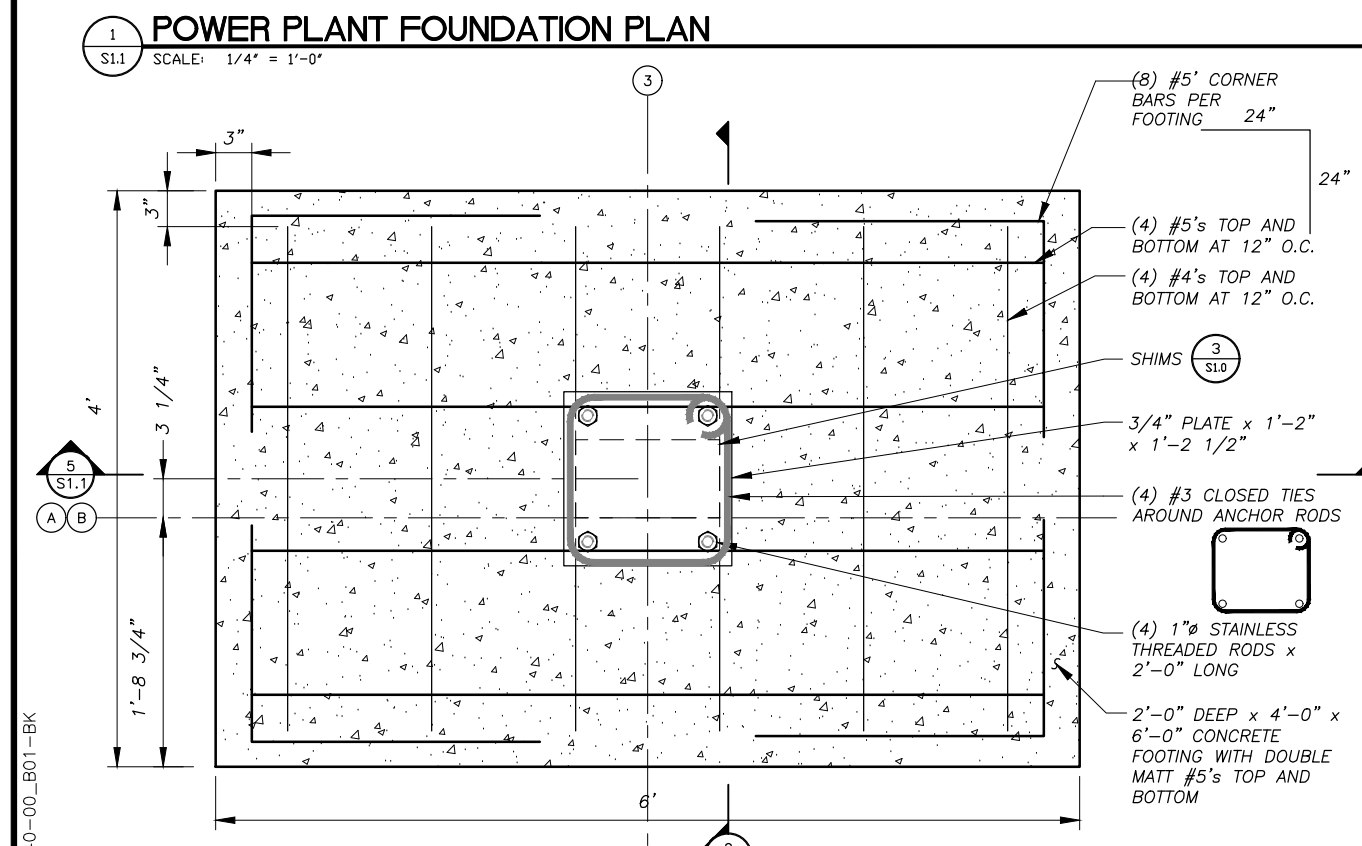 1
S1.1
POWER PLANT FOUNDATION PLAN
SCALE: 1/4" = 1'-0"
3
(8) #5' CORNER
BARS PER
FOOTING
24"
24"
3"
3"
(4) #5's TOP AND
BOTTOM AT 12" O.C.
(4) #4's TOP AND
BOTTOM AT 12" O.C.
SHIMS
3
S1.0
4'
3 1/4"
3/4" PLATE x 1'-2"
x 1'-2 1/2"
5
S1.1
A B
(4) #3 CLOSED TIES
AROUND ANCHOR RODS
1'-8 3/4"
(4) 1"ø STAINLESS
THREADED RODS x
2'-0" LONG
2'-0" DEEP x 4'-0" x
6'-0" CONCRETE
FOOTING WITH DOUBLE
MATT #5's TOP AND
BOTTOM
6'
0-00_B01-BK